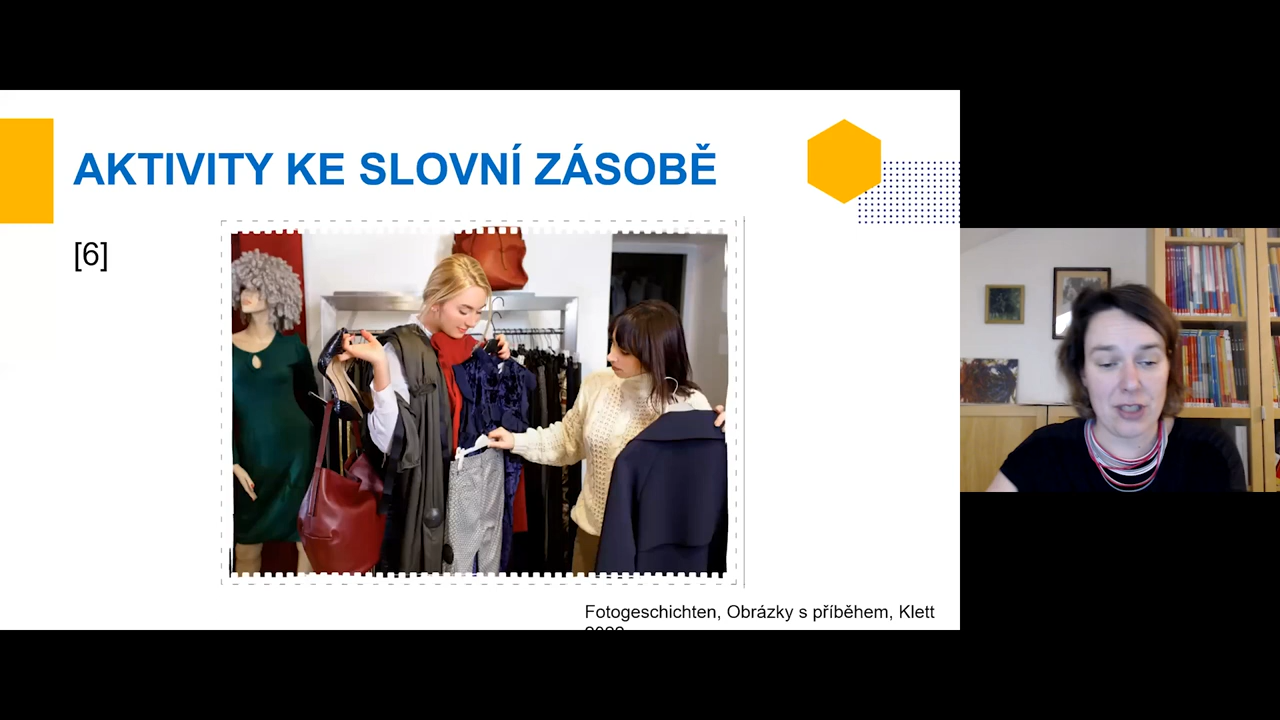 AKTIVITY KE SLOVNÍ ZÁSOBĚ
[6]
Fotogeschichten, Obrázky s příběhem, Klett